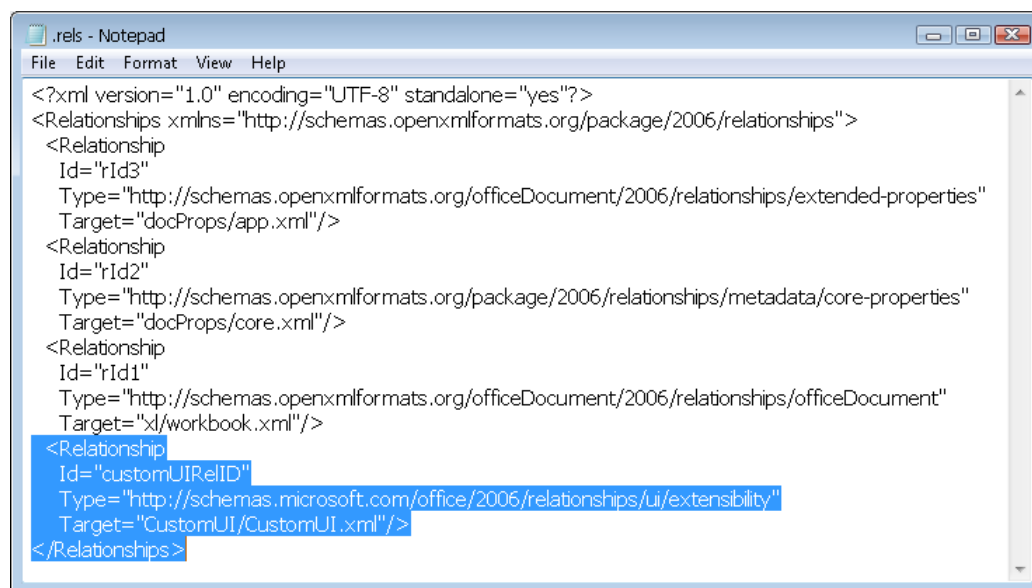 .rels - Notepad
File Edit Format View Help
<?xml version="1.0" encoding="UTF-8" standalone="yes"?>
<Relationships xmlns="http://schemas.openxmlformats.org/package/2006/relationships">
<Relationship
Id="rId3"
Type="http://schemas.openxmlformats.org/officeDocument/2006/relationships/extended-properties"
Target="docProps/app.xml"/>
<Relationship
Id="rId2"
Type="http://schemas.openxmlformats.org/package/2006/relationships/metadata/core-properties"
Target="docProps/core.xml"/>
<Relationship
Id="rId1"
Type="http://schemas.openxmlformats.org/officeDocument/2006/relationships/officeDocument"
Target="xl/workbook.xml"/>
<Relationship
Id="customUIRelID"
Type="http://schemas.microsoft.com/office/2006/relationships/ui/extensibility"
Target="CustomUI/CustomUI.xml"/>
</Relationships>